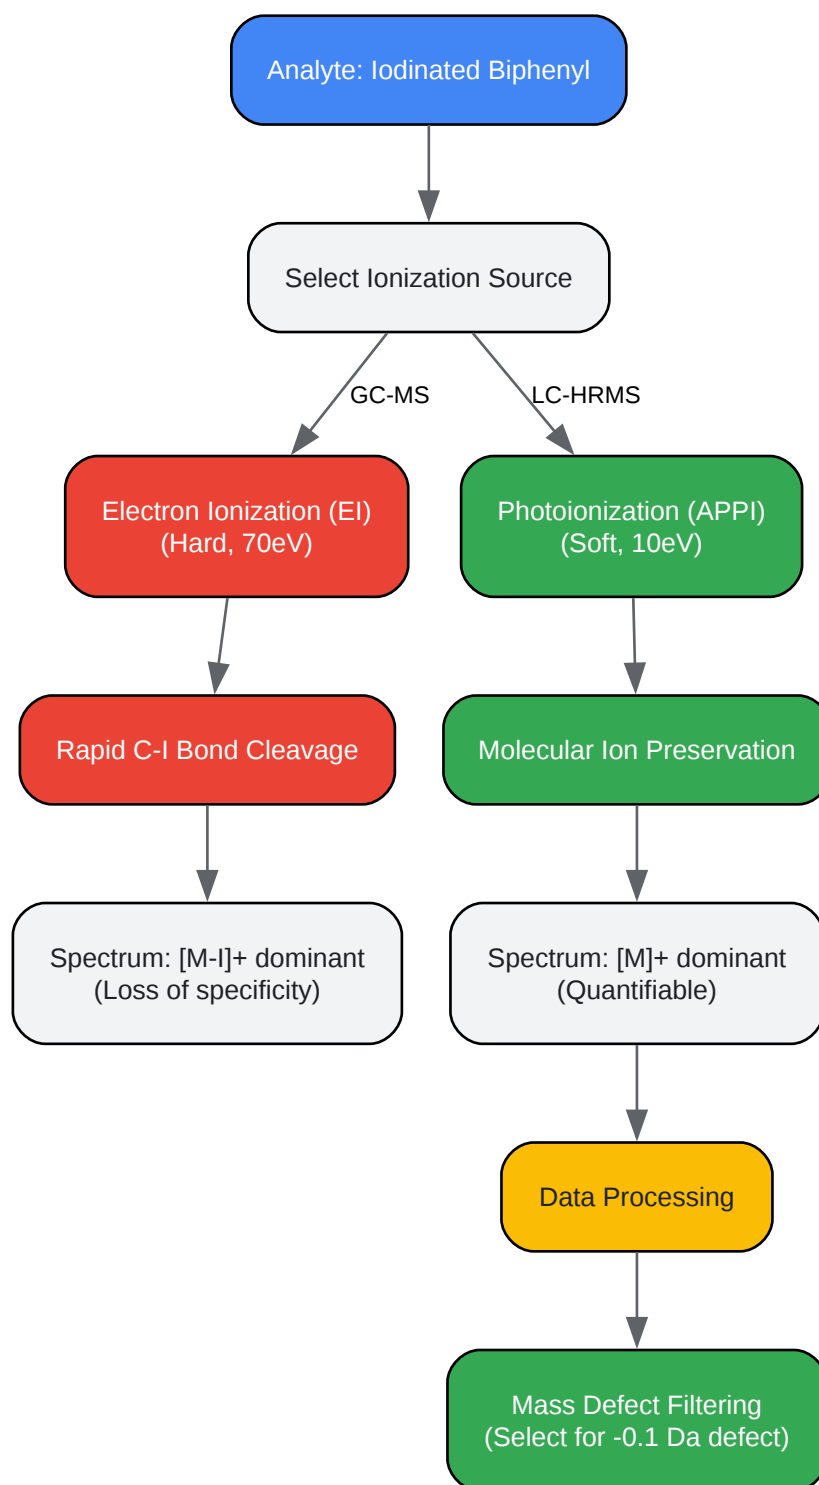 Analyte: Iodinated Biphenyl
Select Ionization Source
GC-MS
LC-HRMS
Electron Ionization (EI)
(Hard, 70eV)
Photoionization (APPI)
(Soft, 10eV)
Rapid C-I Bond Cleavage
Molecular Ion Preservation
Spectrum: [M-I]+ dominant
(Loss of specificity)
Spectrum: [M]+ dominant
(Quantifiable)
Data Processing
Mass Defect Filtering
(Select for -0.1 Da defect)